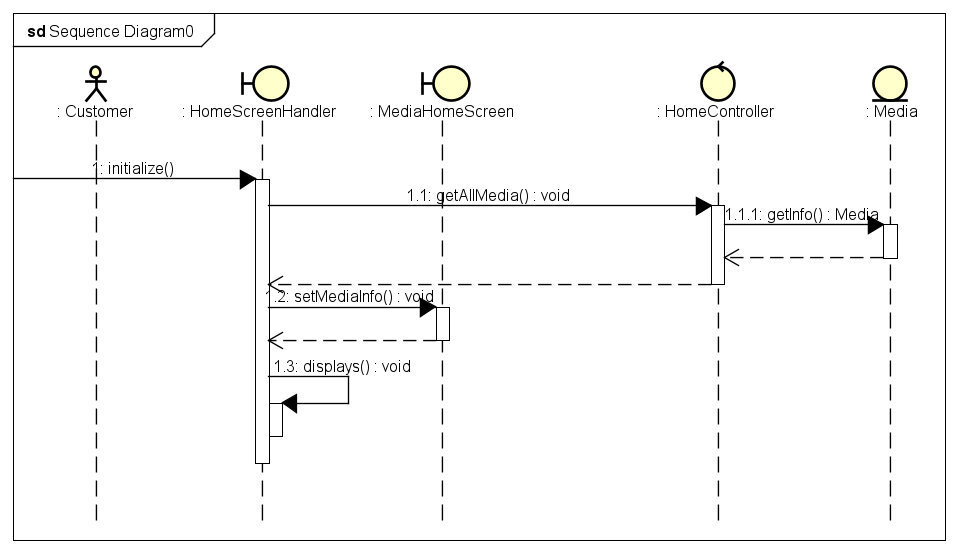 sd Sequence Diagram0
: Customer
: HomeScreenHandler
: MediaHomeScreen
: HomeController
: Media
1: initialize()
1.1: getAllMedia() : void
1.1.1: getInfo() : Media
1.2: setMediaInfo() : void
1.3: displays() : void